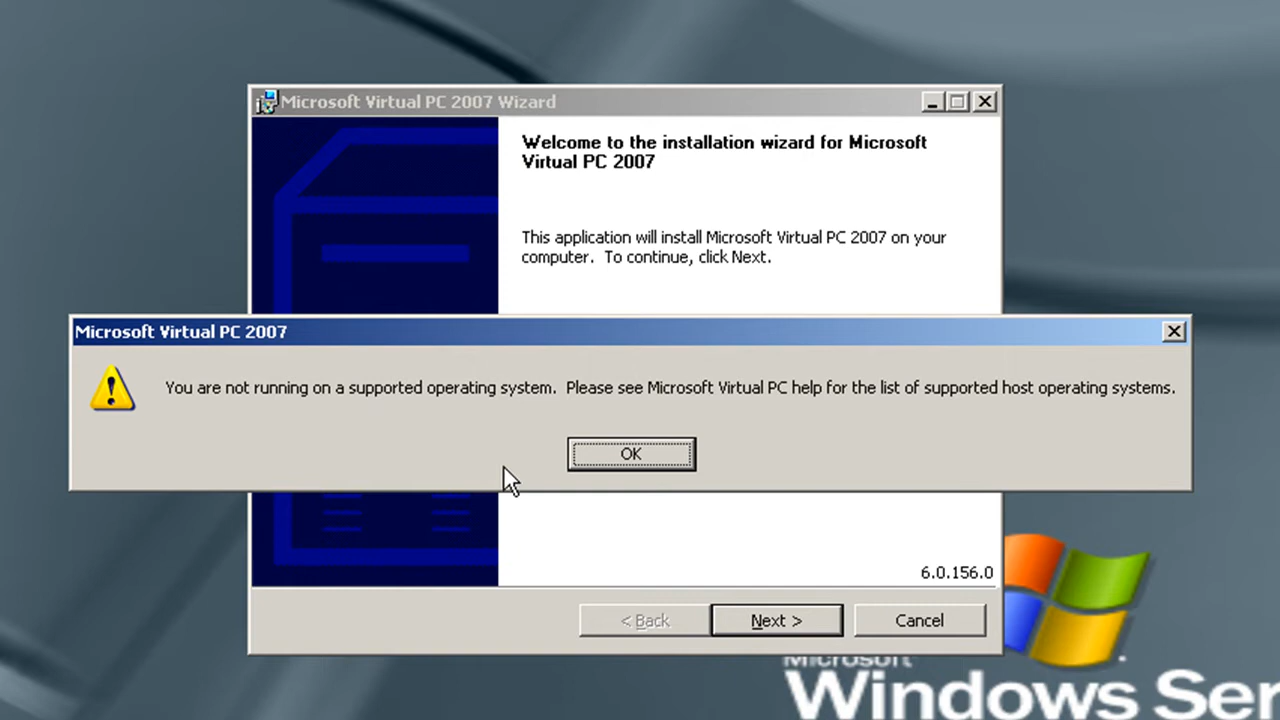 Microsoft Virtual PC 2007 Wizard
Welcome to the installation wizard for Microsoft
Virtual PC 2007
This application will install Microsoft Virtual PC 2007 on your
computer. To continue, click Next.
Microsoft Virtual PC 2007
You are not running on a supported operating system. Please see Microsoft Virtual PC help for the list of supported host operating systems.
OK
6.0.156.0
< Back
Next >
Cancel
Microsoft
Windows Ser